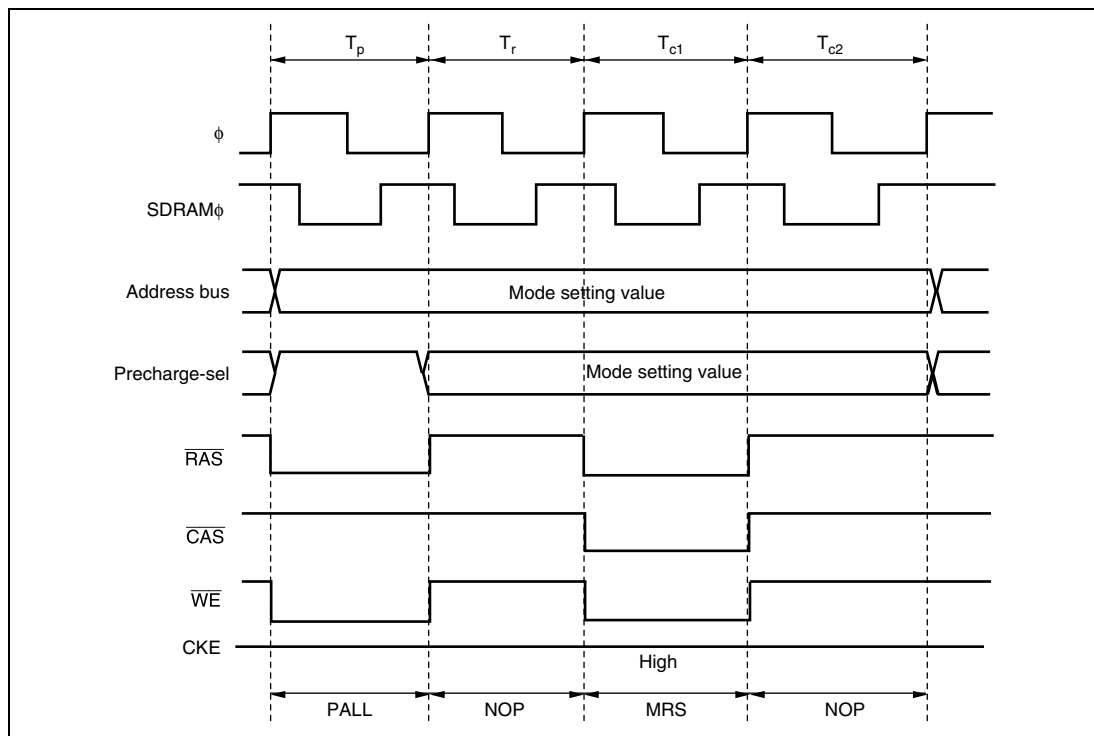 Tp Tr Tc1 Tc2
ϕ
SDRAMϕ
Address bus Mode setting value
Precharge-sel Mode setting value
RAS
CAS
WE
CKE High
PALL NOP MRS NOP